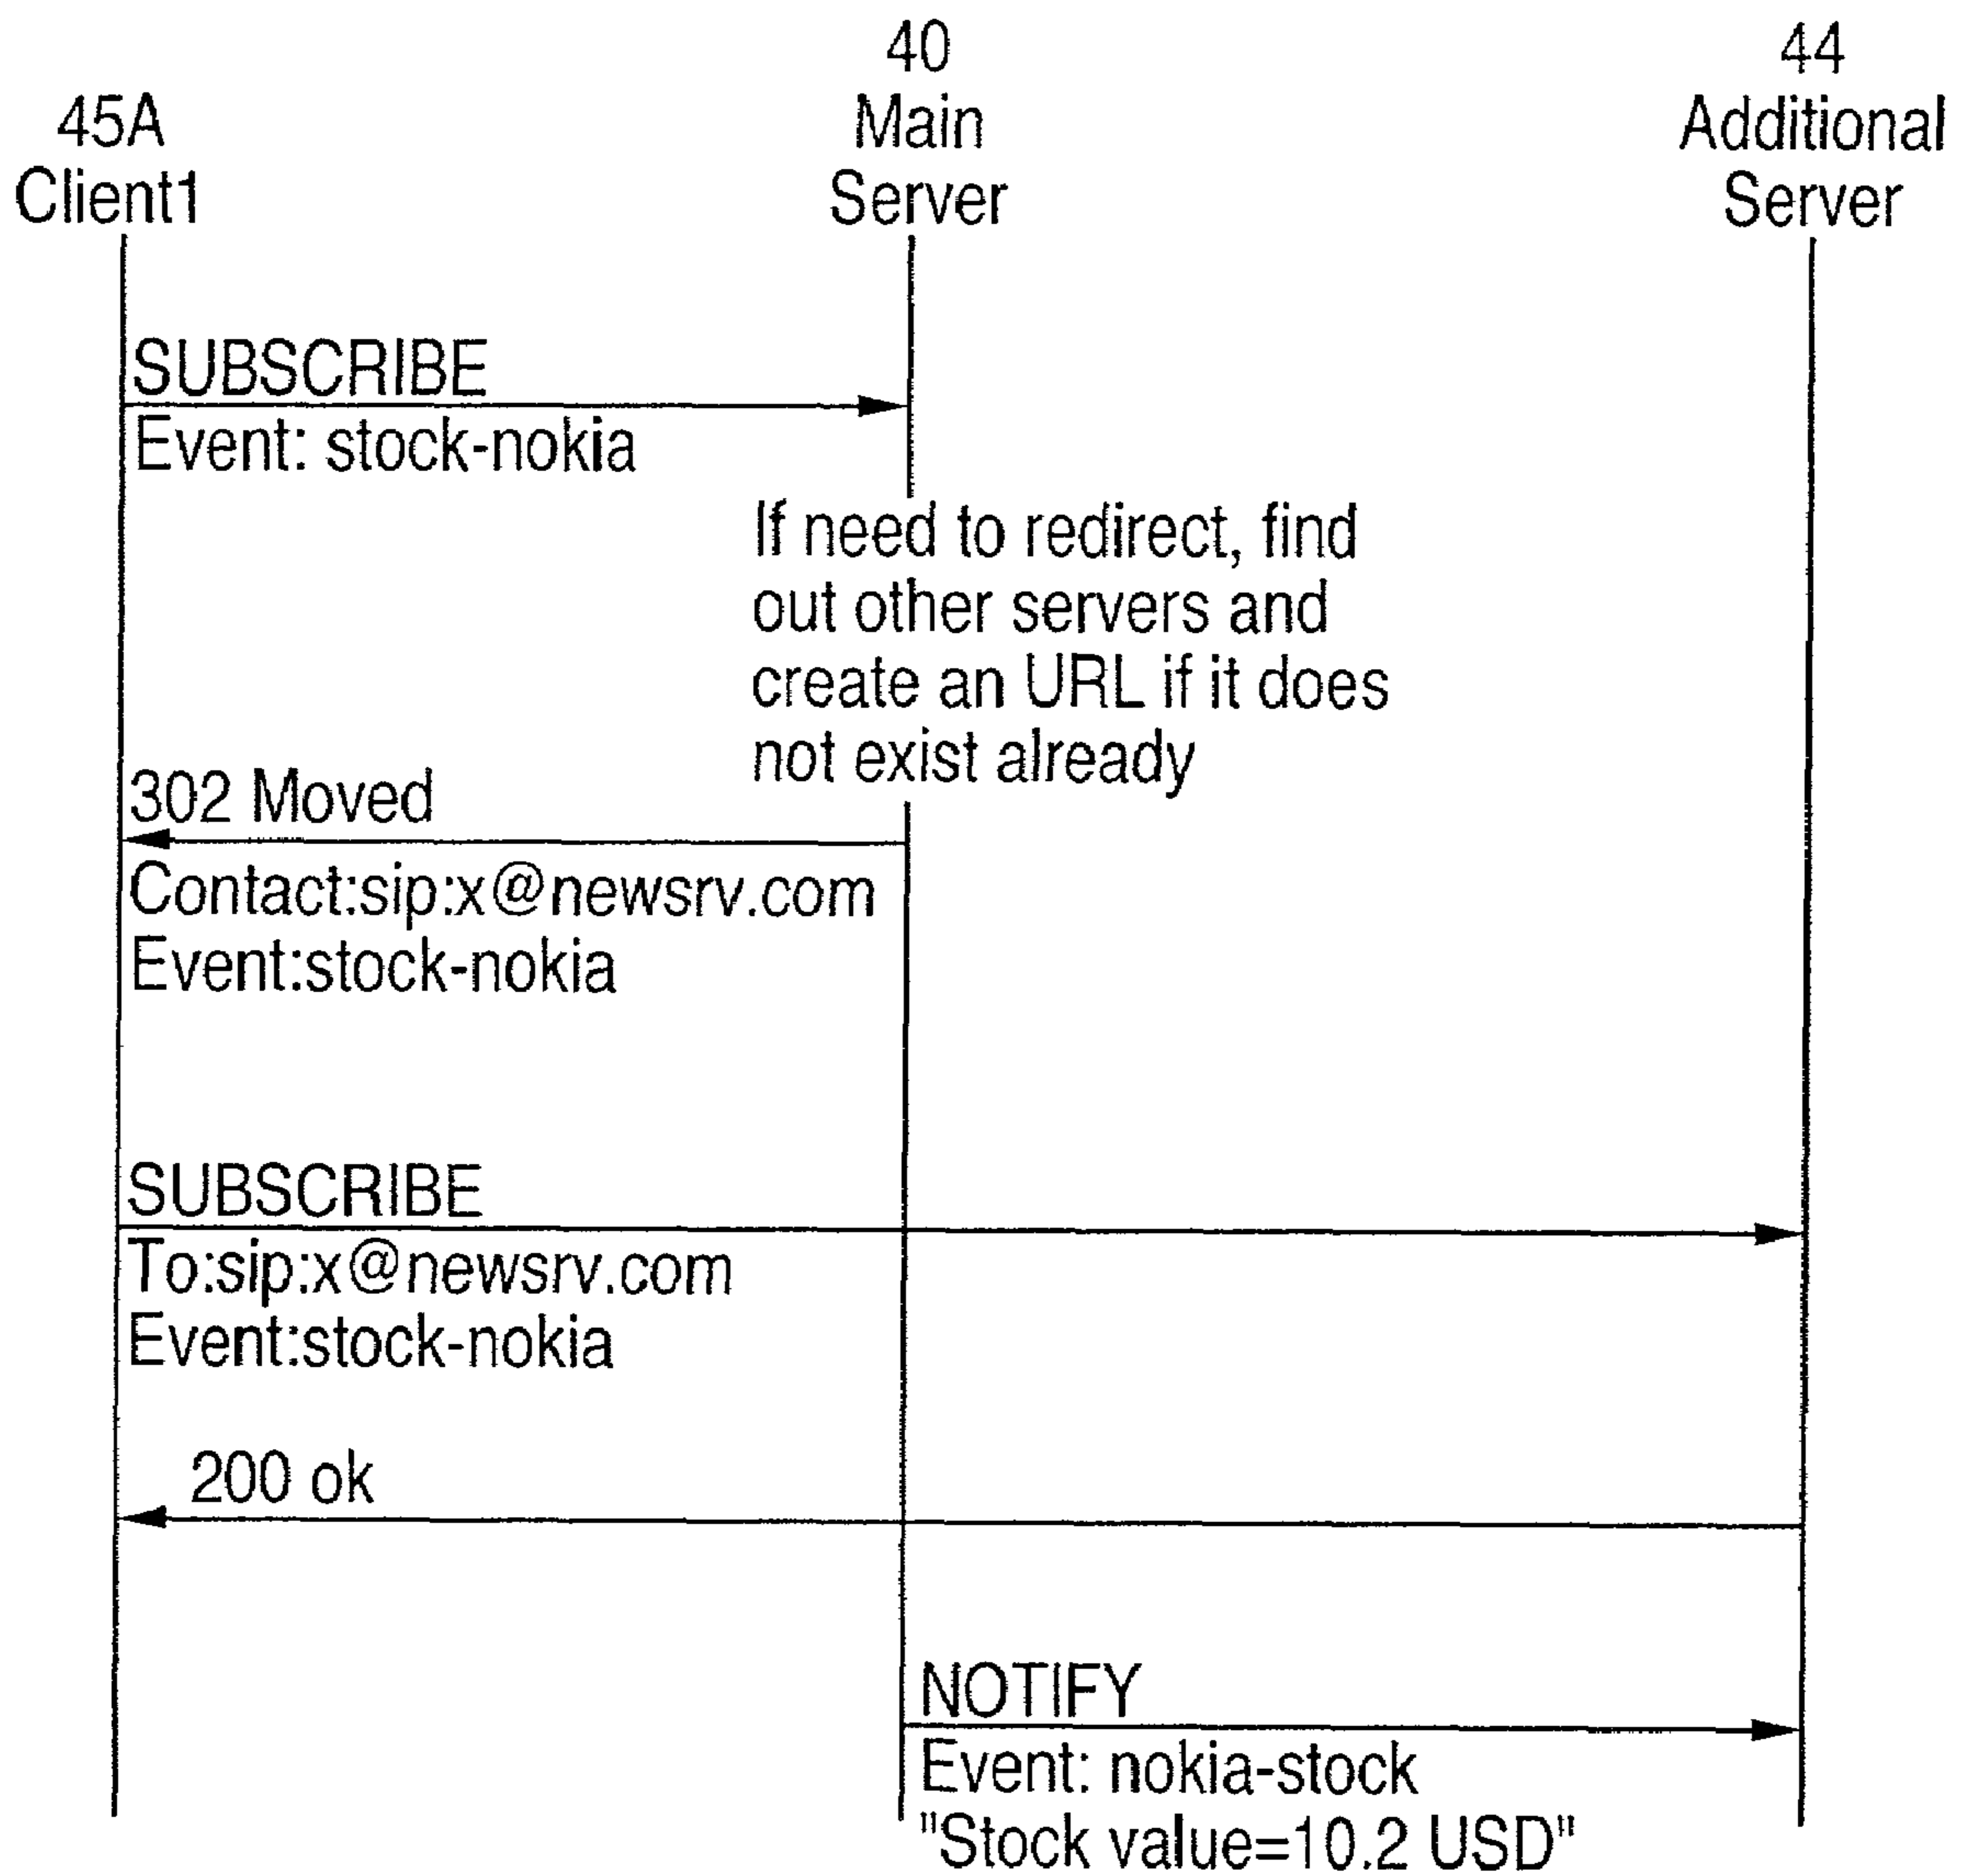 45A
Client1
40
Main
Server
44
Additional
Server
SUBSCRIBE
Event: stock-nokia
If need to redirect, find
out other servers and
create an URL if it does
not exist already
302 Moved
Contact:sip:x@newsrv.com
Event:stock-nokia
SUBSCRIBE
To:sip:x@newsrv.com
Event:stock-nokia
200 ok
NOTIFY
Event: nokia-stock
"Stock value=10.2 USD"